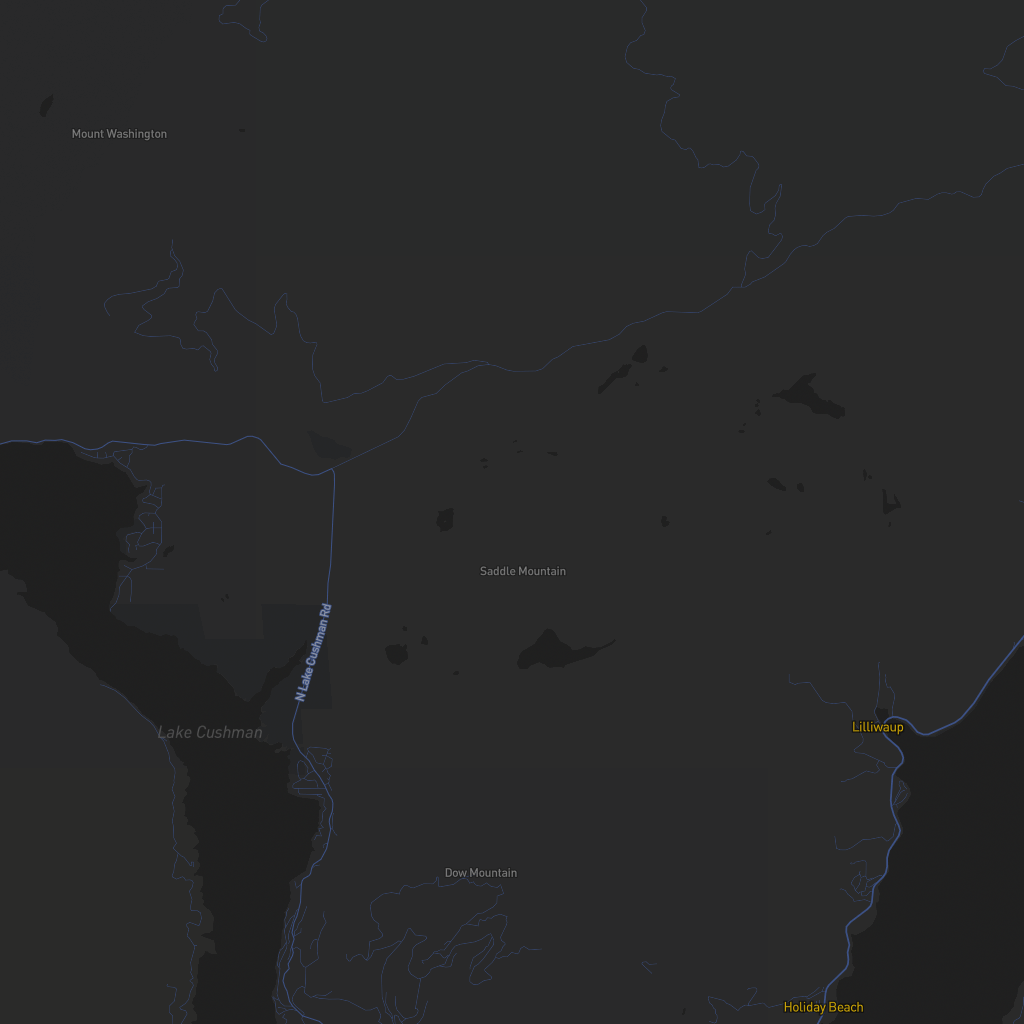 Mount Washington
Saddle Mountain
N Lake Cushman Rd
Lake Cushman
Lilliwaup
Dow Mountain
Holiday Beach